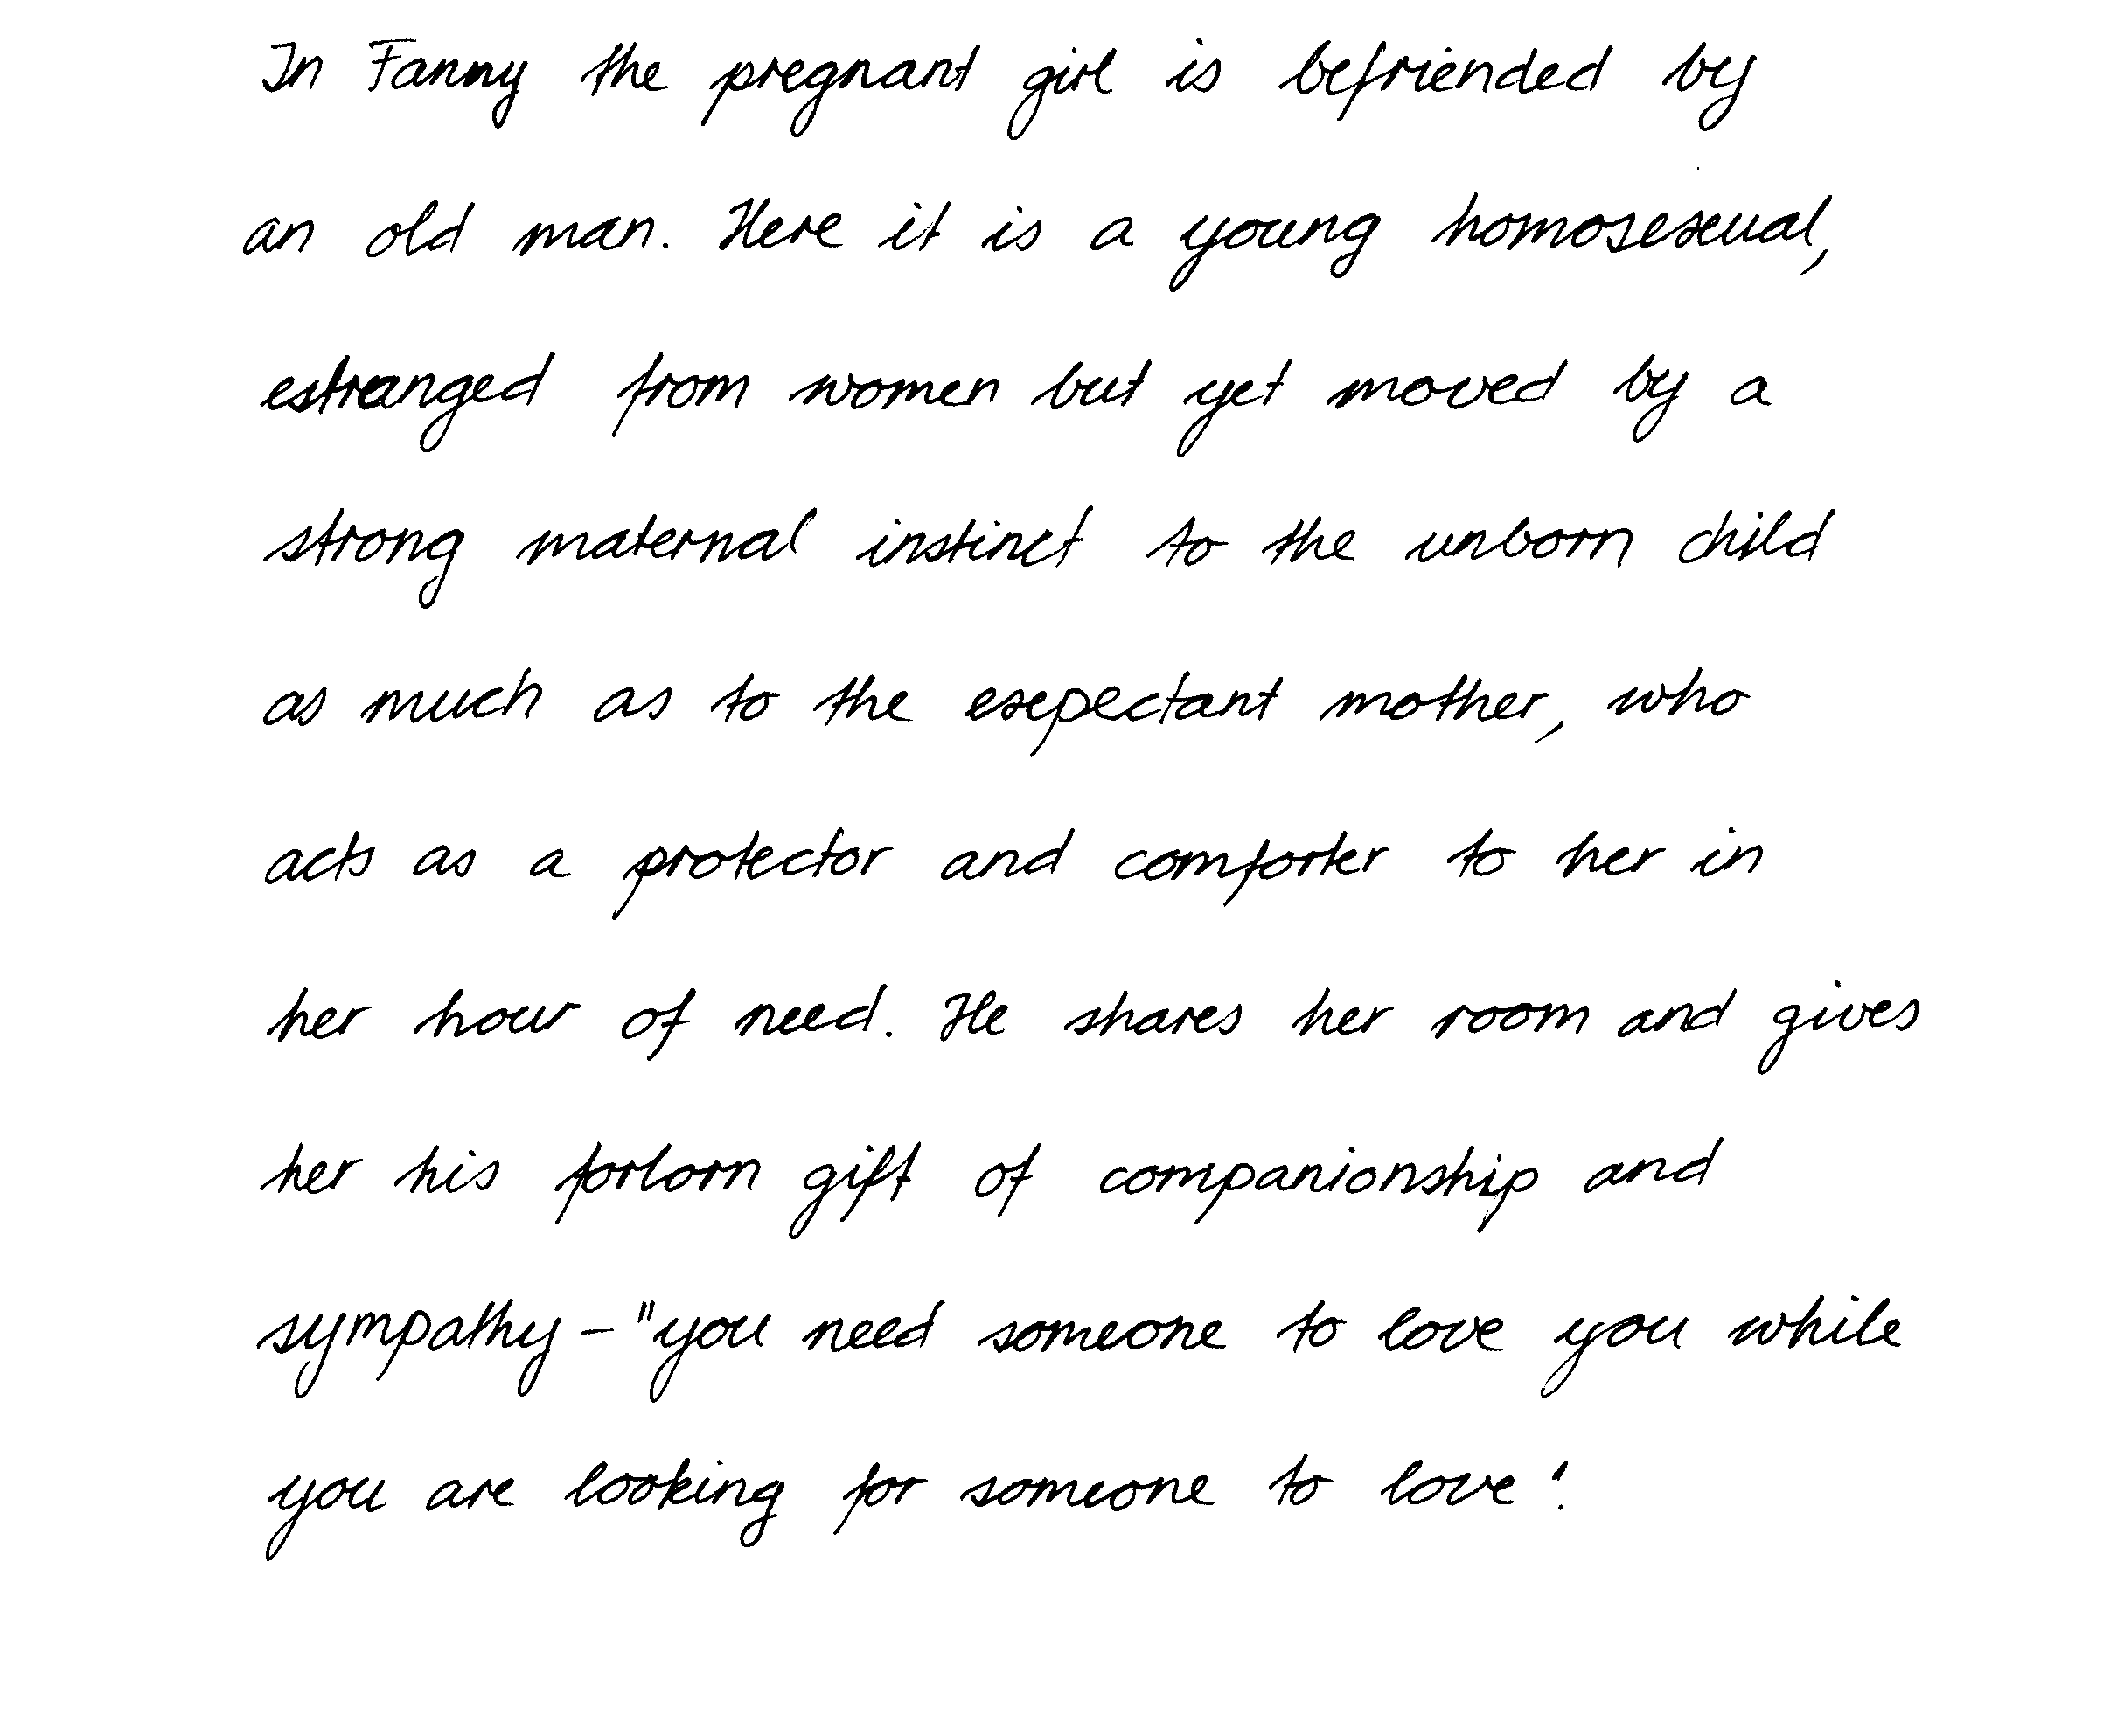 In Fanny the pregnant girl is befriended by
an old man. Here it is a young homosexual,
estranged from women but yet moved by a
strong maternal instinct to the unborn child
as much as to the expectant mother, who
acts as a protector and comforter to her in
her hour of need. He shares her room and gives
her his forlorn gift of companionship and
sympathy - "you need someone to love you while
you are looking for someone to love".